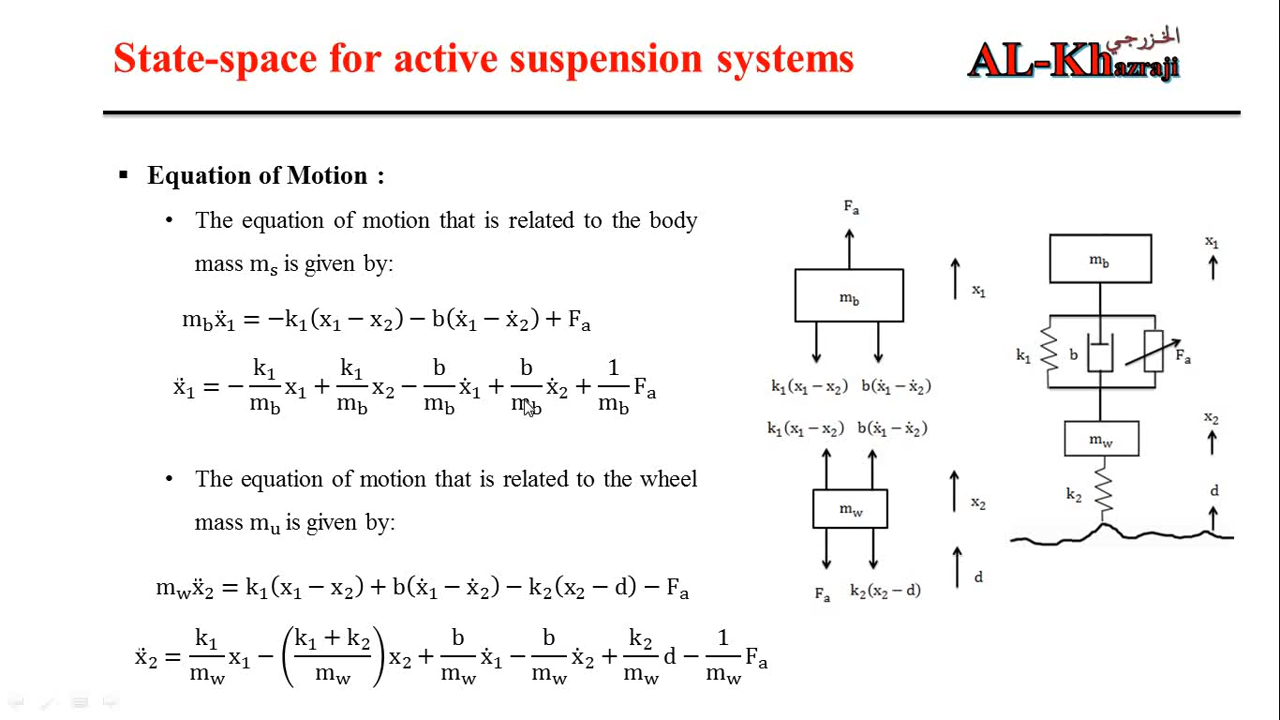 State-space for active suspension systems
الخزرجي
AL-Khazraji
▪ Equation of Motion :
• The equation of motion that is related to the body
mass mₛ is given by:
m_bẍ₁ = −k₁(x₁ − x₂) − b(ẋ₁ − ẋ₂) + Fₐ
ẍ₁ = − k₁/m_b x₁ + k₁/m_b x₂ − b/m_b ẋ₁ + b/m_b ẋ₂ + 1/m_b Fₐ
• The equation of motion that is related to the wheel
mass mᵤ is given by:
m_wẍ₂ = k₁(x₁ − x₂) + b(ẋ₁ − ẋ₂) − k₂(x₂ − d) − Fₐ
ẍ₂ = k₁/m_w x₁ − ((k₁ + k₂)/m_w) x₂ + b/m_w ẋ₁ − b/m_w ẋ₂ + k₂/m_w d − 1/m_w Fₐ
Fₐ
m_b
x₁
k₁(x₁ − x₂) b(ẋ₁ − ẋ₂)
k₁(x₁ − x₂) b(ẋ₁ − ẋ₂)
m_w
x₂
Fₐ k₂(x₂ − d)
d
x₁
m_b
k₁ b Fₐ
x₂
m_w
k₂ d